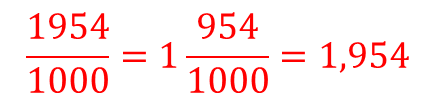 1954/1000 = 1 954/1000 = 1,954